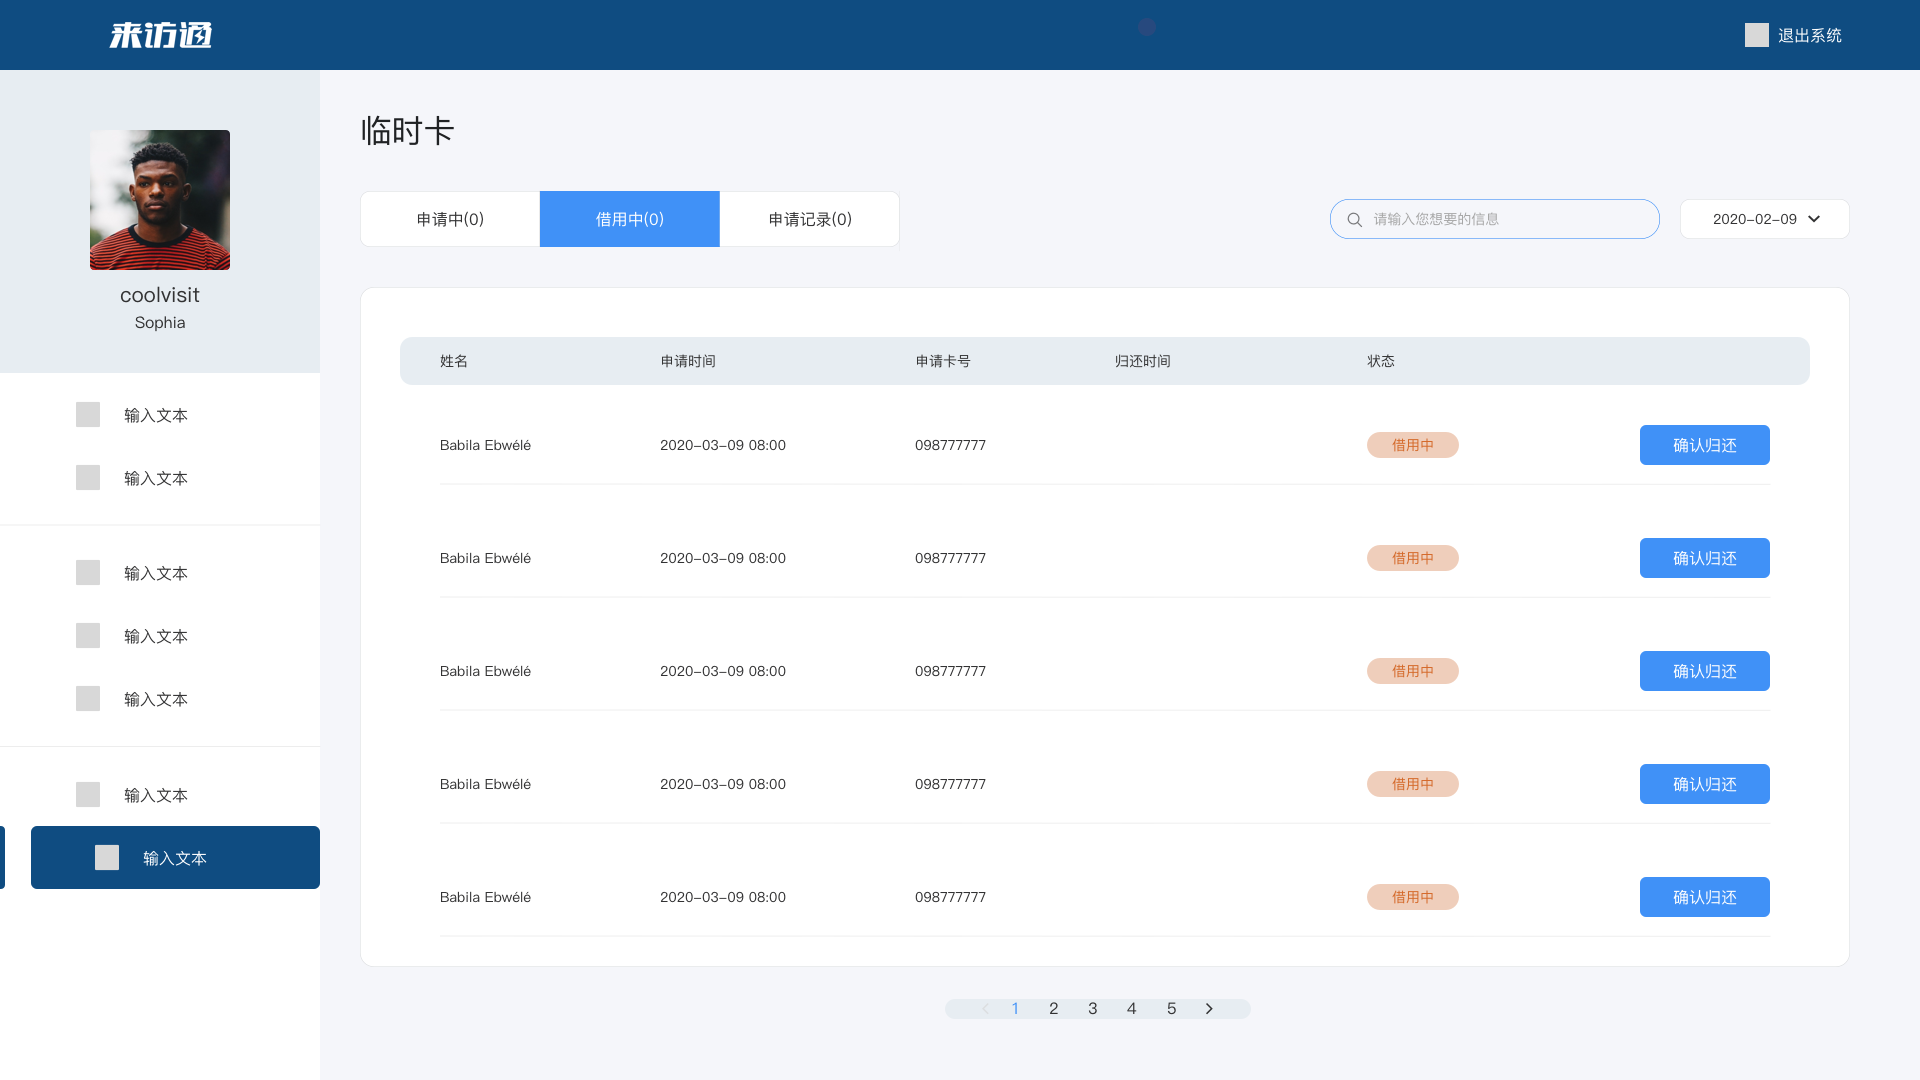 来访通
退出系统
coolvisit
Sophia
输入文本
输入文本
输入文本
输入文本
输入文本
输入文本
输入文本
临时卡
申请中(0) 借用中(0) 申请记录(0)
请输入您想要的信息
2020-02-09
姓名 申请时间 申请卡号 归还时间 状态
Babila Ebwélé 2020-03-09 08:00 098777777 借用中 确认归还
Babila Ebwélé 2020-03-09 08:00 098777777 借用中 确认归还
Babila Ebwélé 2020-03-09 08:00 098777777 借用中 确认归还
Babila Ebwélé 2020-03-09 08:00 098777777 借用中 确认归还
Babila Ebwélé 2020-03-09 08:00 098777777 借用中 确认归还
1 2 3 4 5